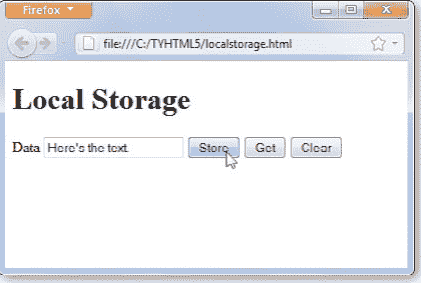 Firefox
file:///C:/TYHTML5/localstorage.html
Local Storage
Data Here's the text. Store Get Clear